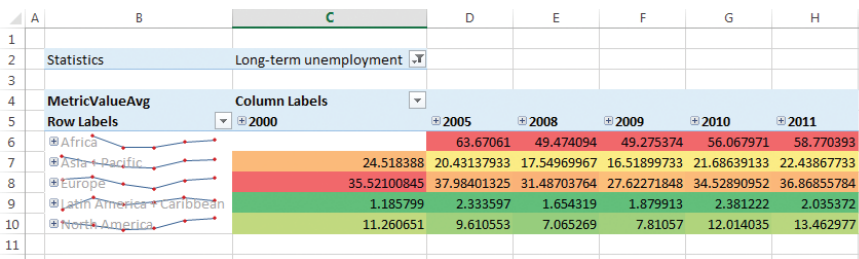 A B C D E F G H
1
2 Statistics Long-term unemployment
3
4 MetricValueAvg Column Labels
5 Row Labels 2000 2005 2008 2009 2010 2011
6 Africa 63.67061 49.474094 49.275374 56.067971 58.770393
7 Asia + Pacific 24.518388 20.43137933 17.54969967 16.51899733 21.68639133 22.43867733
8 Europe 35.52100845 37.98401325 31.48703764 27.62271848 34.52890952 36.86855784
9 Latin America + Caribbean 1.185799 2.333597 1.654319 1.879913 2.381222 2.035372
10 North America 11.260651 9.610553 7.065269 7.81057 12.014035 13.462977
11